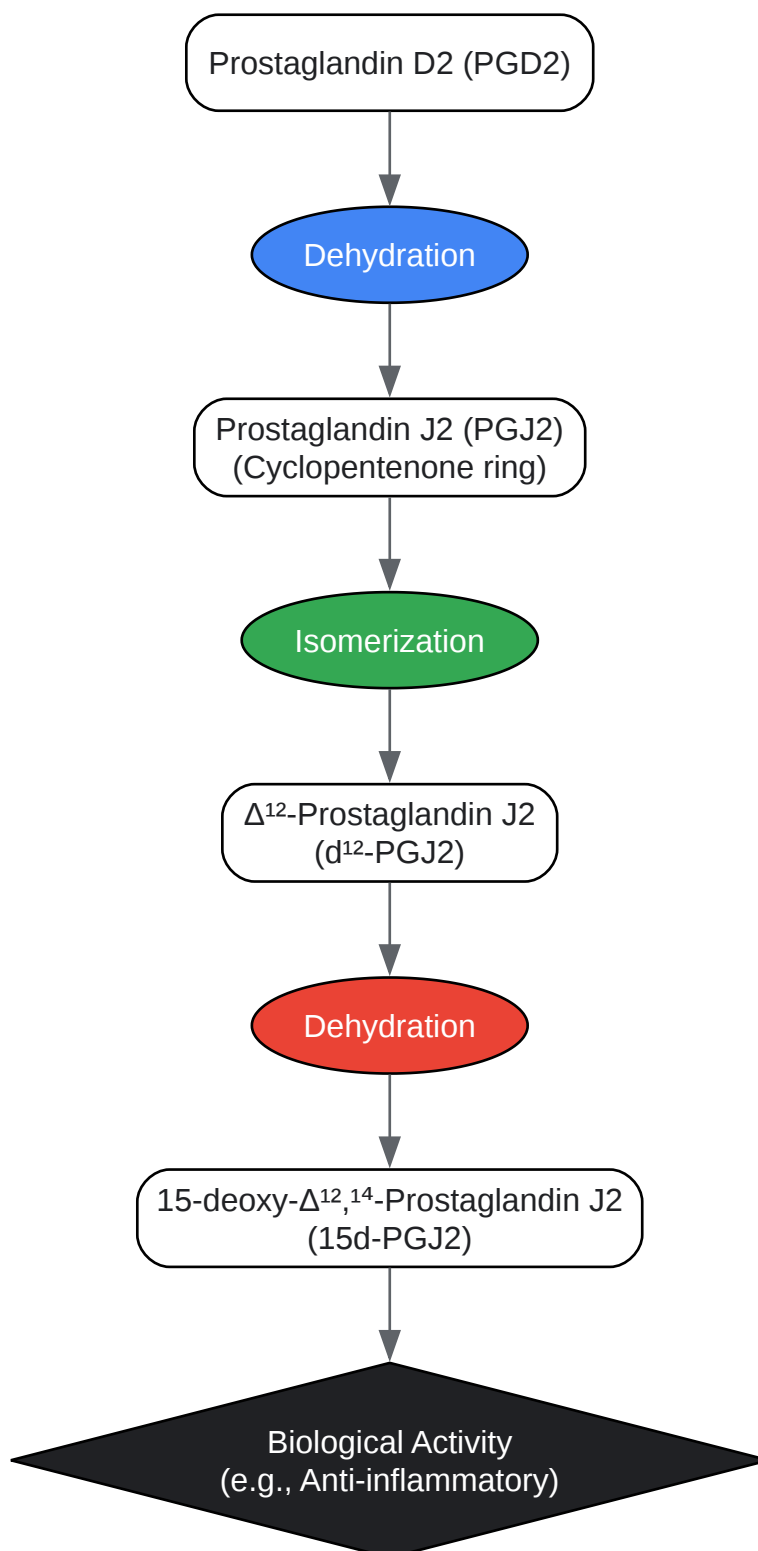 Prostaglandin D2 (PGD2)
Dehydration
Prostaglandin J2 (PGJ2)
(Cyclopentenone ring)
Isomerization
Δ¹²-Prostaglandin J2
(d¹²-PGJ2)
Dehydration
15-deoxy-Δ¹²,¹⁴-Prostaglandin J2
(15d-PGJ2)
Biological Activity
(e.g., Anti-inflammatory)